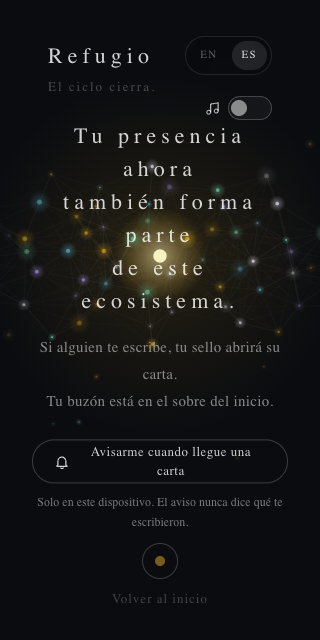 Refugio
EN ES
El ciclo cierra.
Tu presencia
ahora
también forma
parte
de este
ecosistema.
Si alguien te escribe, tu sello abrirá su
carta.
Tu buzón está en el sobre del inicio.
Avisarme cuando llegue una
carta
Solo en este dispositivo. El aviso nunca dice qué te
escribieron.
Volver al inicio